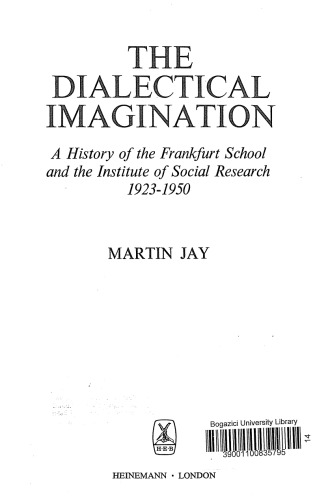 THE
DIALECTICAL
IMAGINATION
A History of the Frankfurt School
and the Institute of Social Research
1923-1950
MARTIN JAY
Bogazici University Library
39001100835795
14
H·E·B
HEINEMANN · LONDON